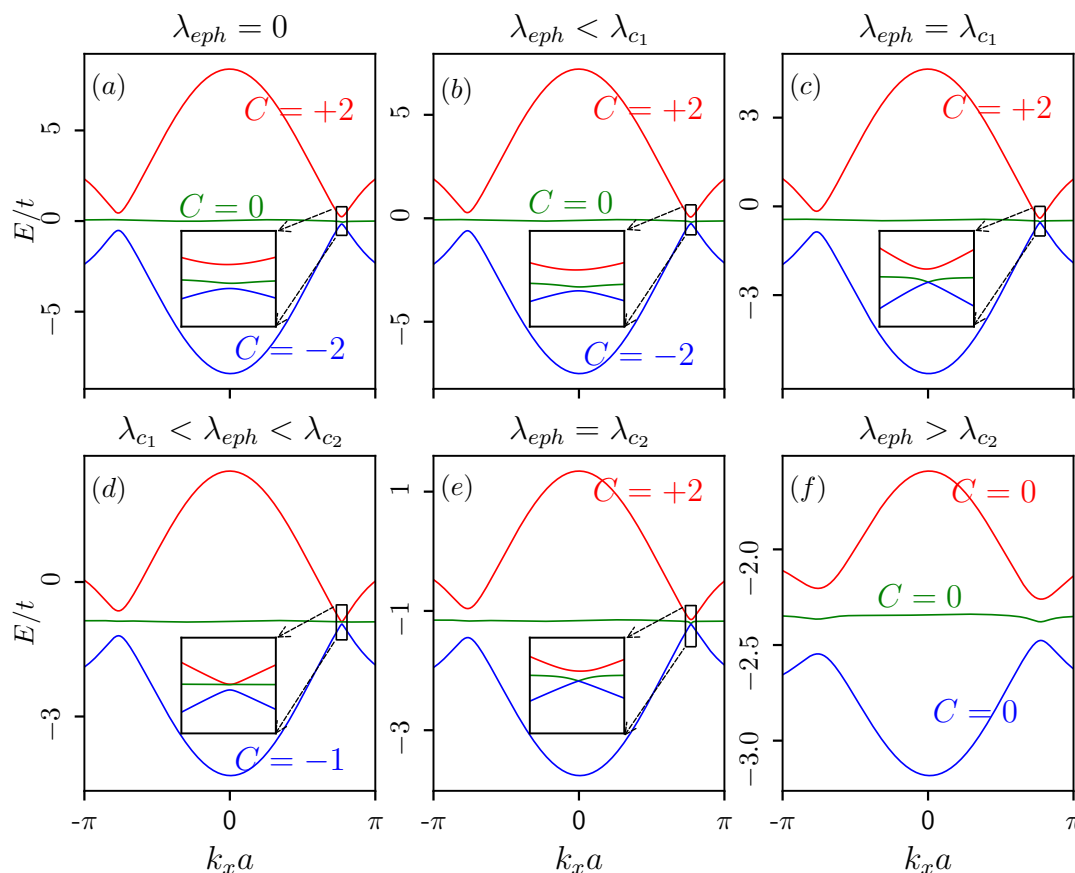 λ_eph = 0
λ_eph < λ_c1
λ_eph = λ_c1
(a)
C = +2
C = 0
C = −2
E/t
5
0
−5
(b)
C = +2
C = 0
C = −2
5
0
−5
(c)
C = +2
3
0
−3
λ_c1 < λ_eph < λ_c2
λ_eph = λ_c2
λ_eph > λ_c2
(d)
C = −1
E/t
0
−3
-π
0
π
k_x a
(e)
C = +2
1
−1
−3
-π
0
π
k_x a
(f)
C = 0
C = 0
C = 0
−2.0
−2.5
−3.0
-π
0
π
k_x a